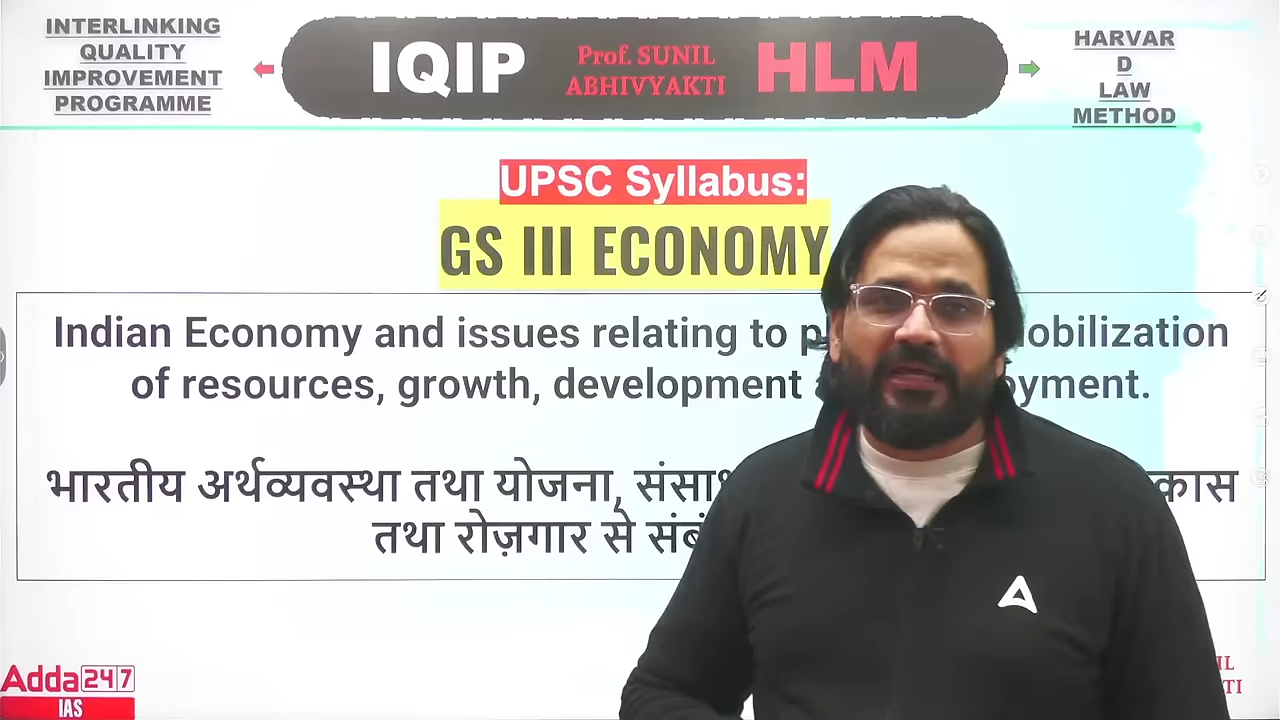 INTERLINKING
QUALITY
IMPROVEMENT
PROGRAMME
IQIP
Prof. SUNIL
ABHIVYAKTI
HLM
HARVAR
D
LAW
METHOD
UPSC Syllabus:
GS III ECONOMY
Indian Economy and issues relating to
of resources, growth, development
भारतीय अर्थव्यवस्था तथा योजना,
तथा रोज़गार से
Adda247
IAS